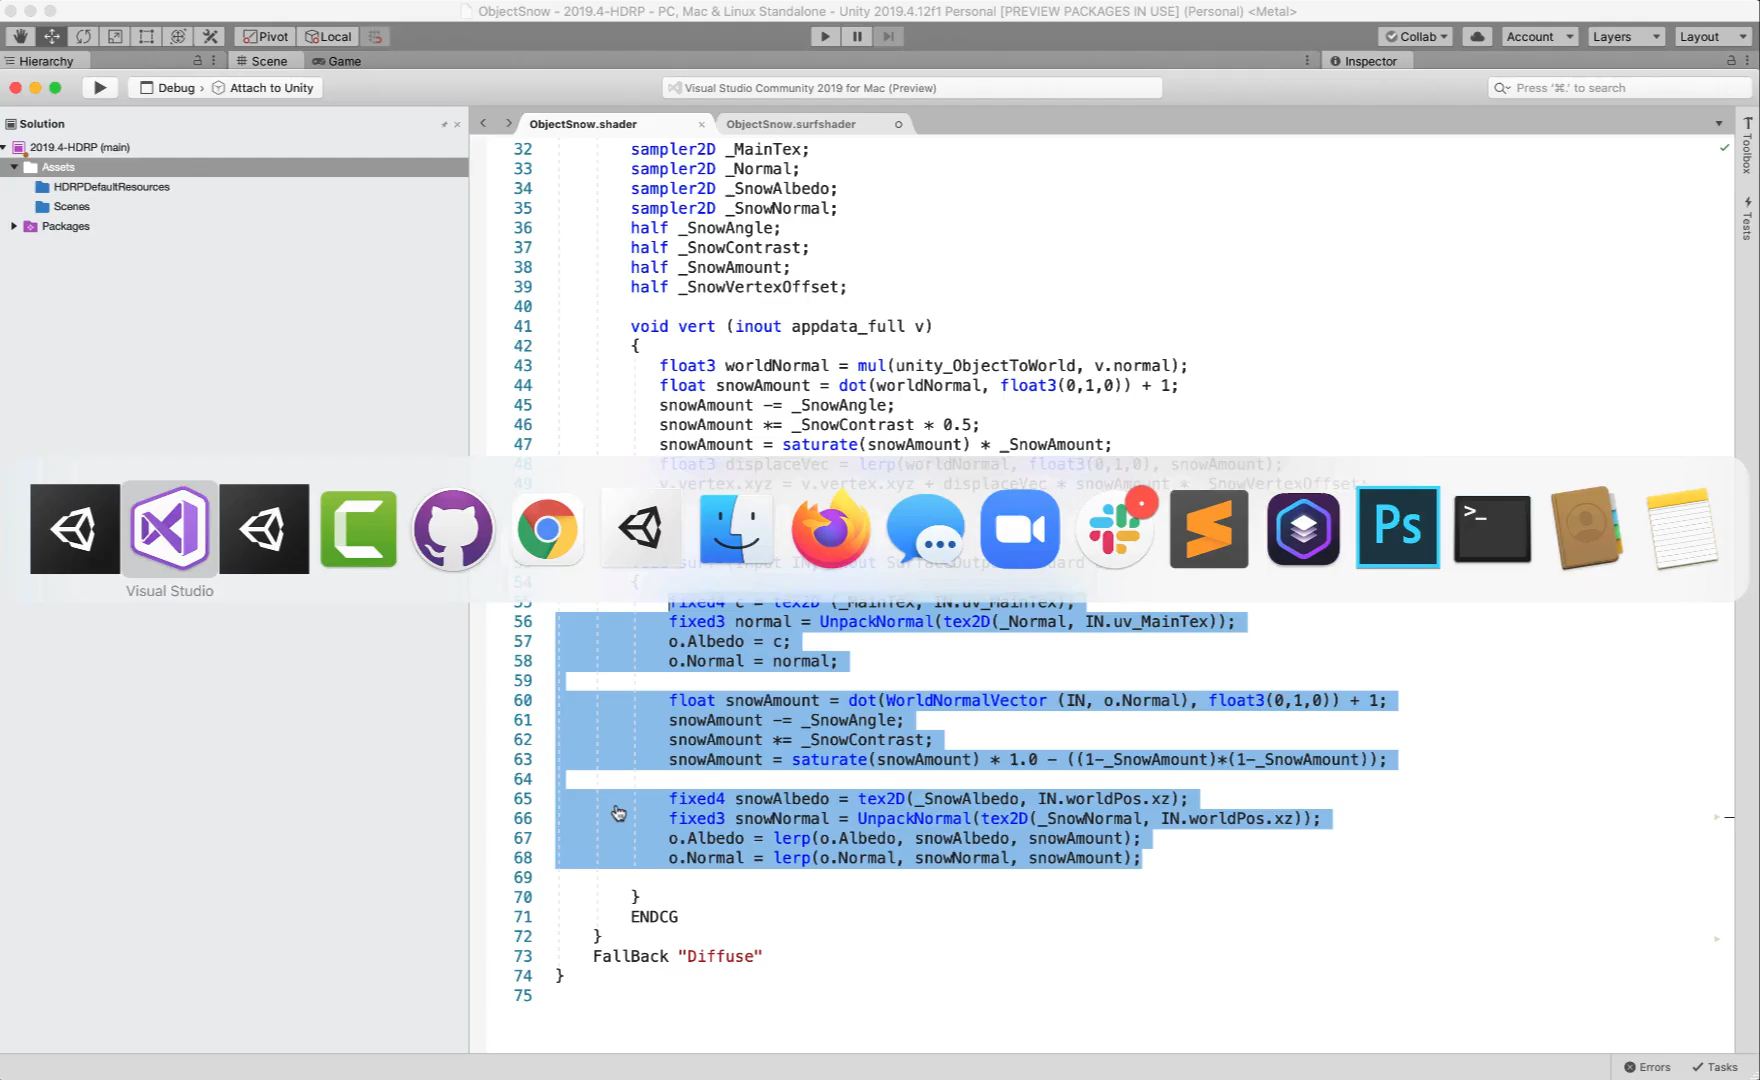 ObjectSnow - 2019.4-HDRP - PC, Mac & Linux Standalone - Unity 2019.4.12f1 Personal [PREVIEW PACKAGES IN USE] (Personal) <Metal>
Pivot Local Collab Account Layers Layout
Hierarchy Scene Game Inspector
Debug › Attach to Unity Visual Studio Community 2019 for Mac (Preview) Press '⌘.' to search
Solution ObjectSnow.shader ObjectSnow.surfshader
2019.4-HDRP (main)
Assets
HDRPDefaultResources
Scenes
Packages
Toolbox
Tests
32 sampler2D _MainTex;
33 sampler2D _Normal;
34 sampler2D _SnowAlbedo;
35 sampler2D _SnowNormal;
36 half _SnowAngle;
37 half _SnowContrast;
38 half _SnowAmount;
39 half _SnowVertexOffset;
40
41 void vert (inout appdata_full v)
42 {
43 float3 worldNormal = mul(unity_ObjectToWorld, v.normal);
44 float snowAmount = dot(worldNormal, float3(0,1,0)) + 1;
45 snowAmount -= _SnowAngle;
46 snowAmount *= _SnowContrast * 0.5;
47 snowAmount = saturate(snowAmount) * _SnowAmount;
48 float3 displaceVec = lerp(worldNormal, float3(0,1,0), snowAmount);
49 v.vertex.xyz = v.vertex.xyz + displaceVec * snowAmount * _SnowVertexOffset;
Ps
>_
Visual Studio
54 {
55 fixed4 c = tex2D (_MainTex, IN.uv_MainTex);
56 fixed3 normal = UnpackNormal(tex2D(_Normal, IN.uv_MainTex));
57 o.Albedo = c;
58 o.Normal = normal;
59
60 float snowAmount = dot(WorldNormalVector (IN, o.Normal), float3(0,1,0)) + 1;
61 snowAmount -= _SnowAngle;
62 snowAmount *= _SnowContrast;
63 snowAmount = saturate(snowAmount) * 1.0 - ((1-_SnowAmount)*(1-_SnowAmount));
64
65 fixed4 snowAlbedo = tex2D(_SnowAlbedo, IN.worldPos.xz);
66 fixed3 snowNormal = UnpackNormal(tex2D(_SnowNormal, IN.worldPos.xz));
67 o.Albedo = lerp(o.Albedo, snowAlbedo, snowAmount);
68 o.Normal = lerp(o.Normal, snowNormal, snowAmount);
69
70 }
71 ENDCG
72 }
73 FallBack "Diffuse"
74 }
75
Errors Tasks